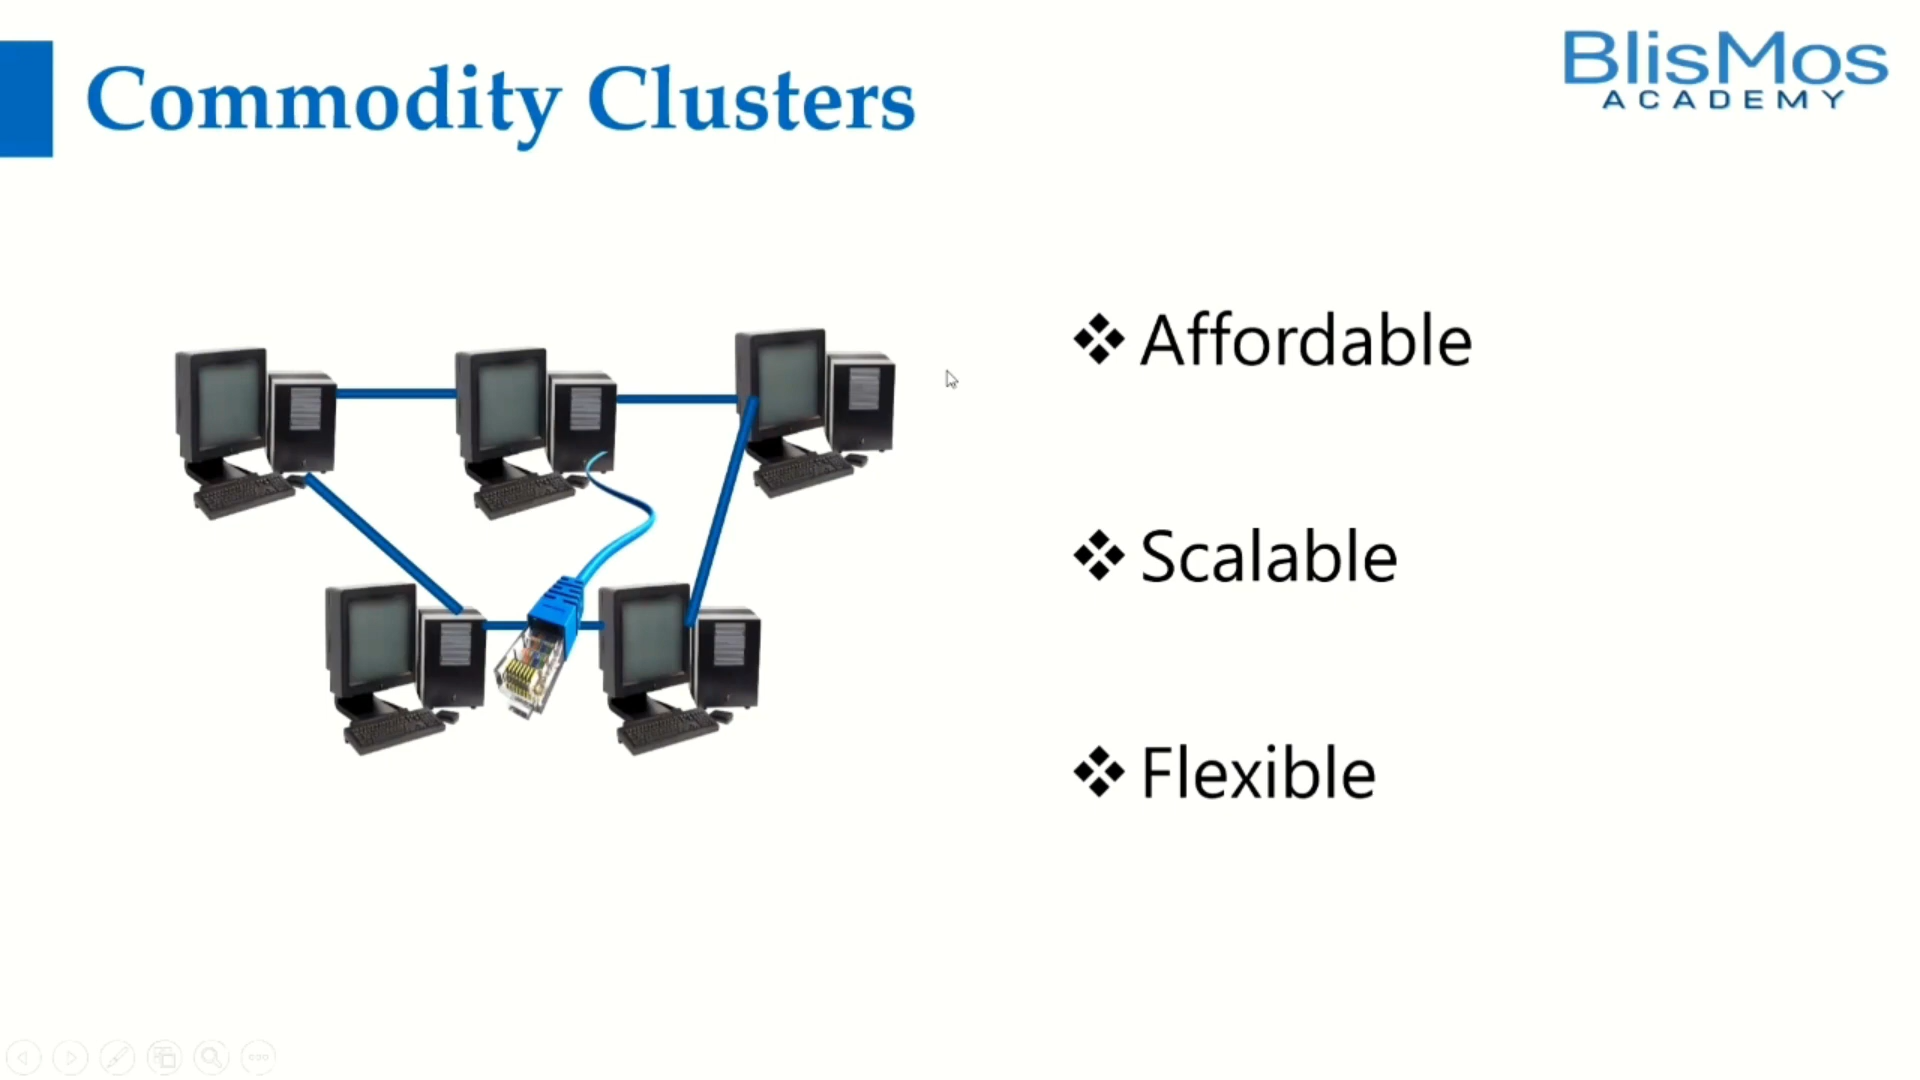 Commodity Clusters
BlisMos
ACADEMY
Affordable
Scalable
Flexible